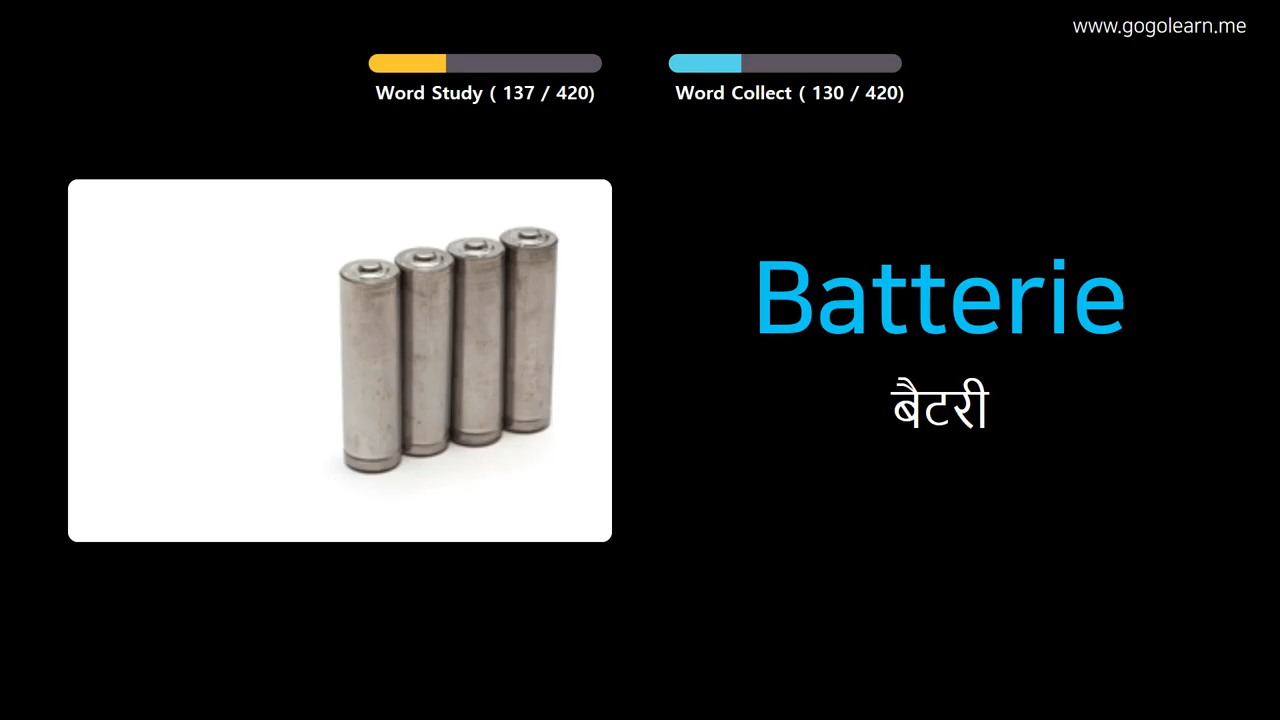 www.gogolearn.me
Word Study ( 137 / 420)
Word Collect ( 130 / 420)
Batterie
बैटरी